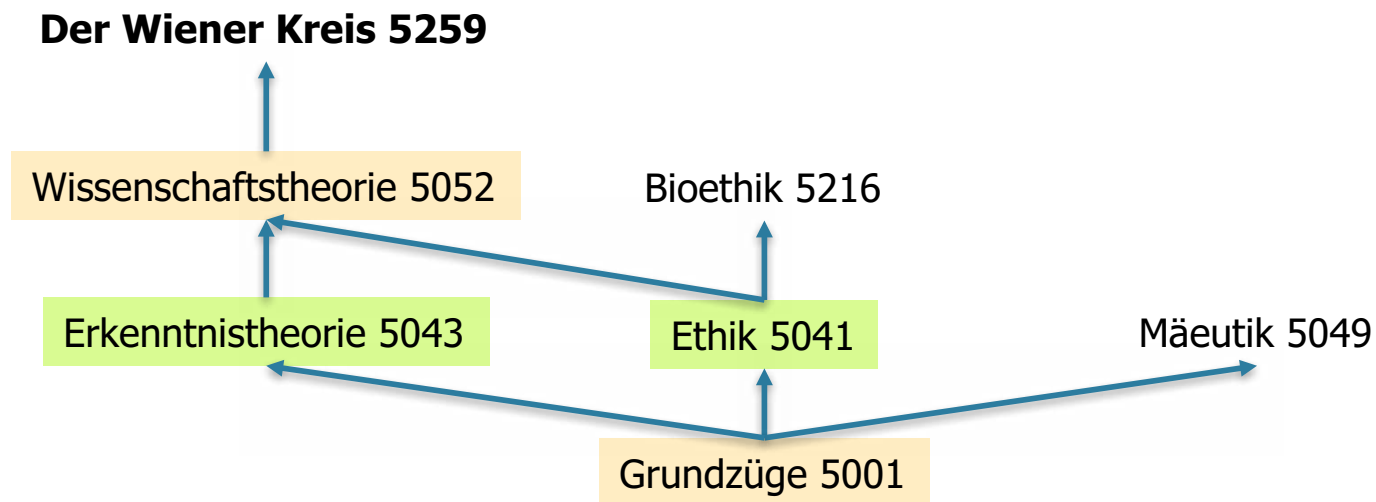 Der Wiener Kreis 5259
Wissenschaftstheorie 5052
Bioethik 5216
Erkenntnistheorie 5043
Ethik 5041
Mäeutik 5049
Grundzüge 5001